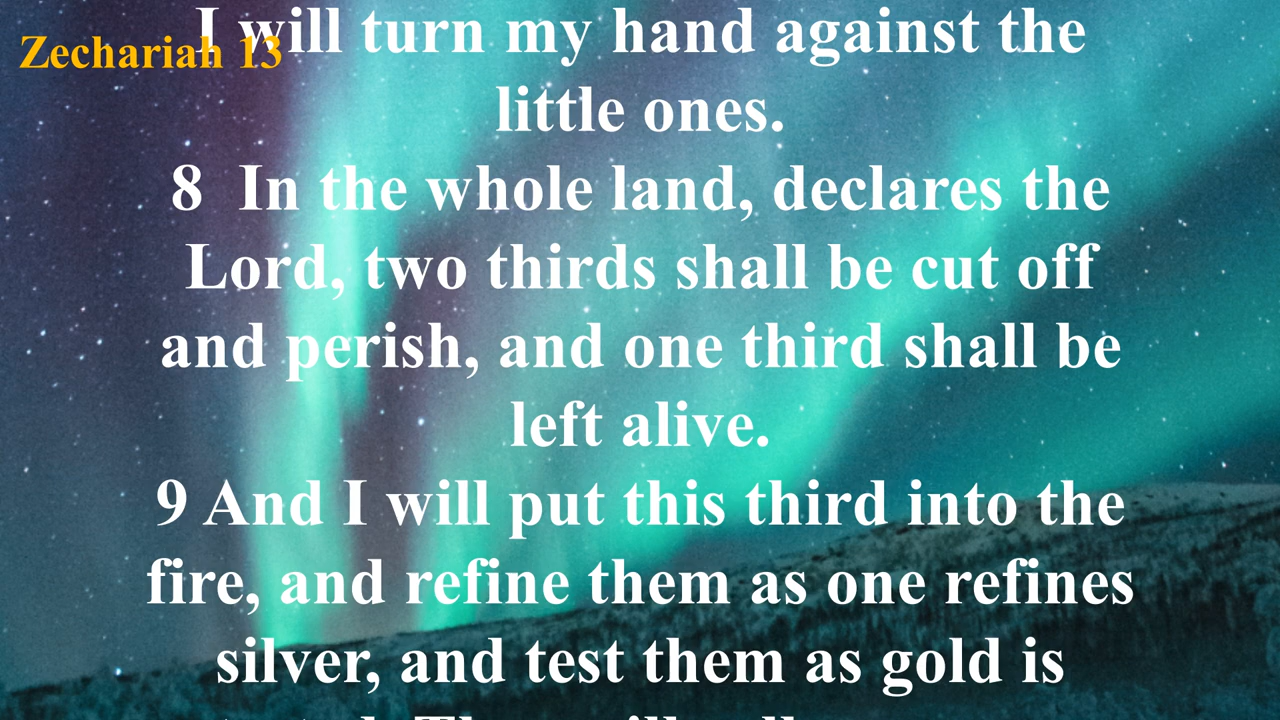 Zechariah 13
I will turn my hand against the
little ones.
8 In the whole land, declares the
Lord, two thirds shall be cut off
and perish, and one third shall be
left alive.
9 And I will put this third into the
fire, and refine them as one refines
silver, and test them as gold is